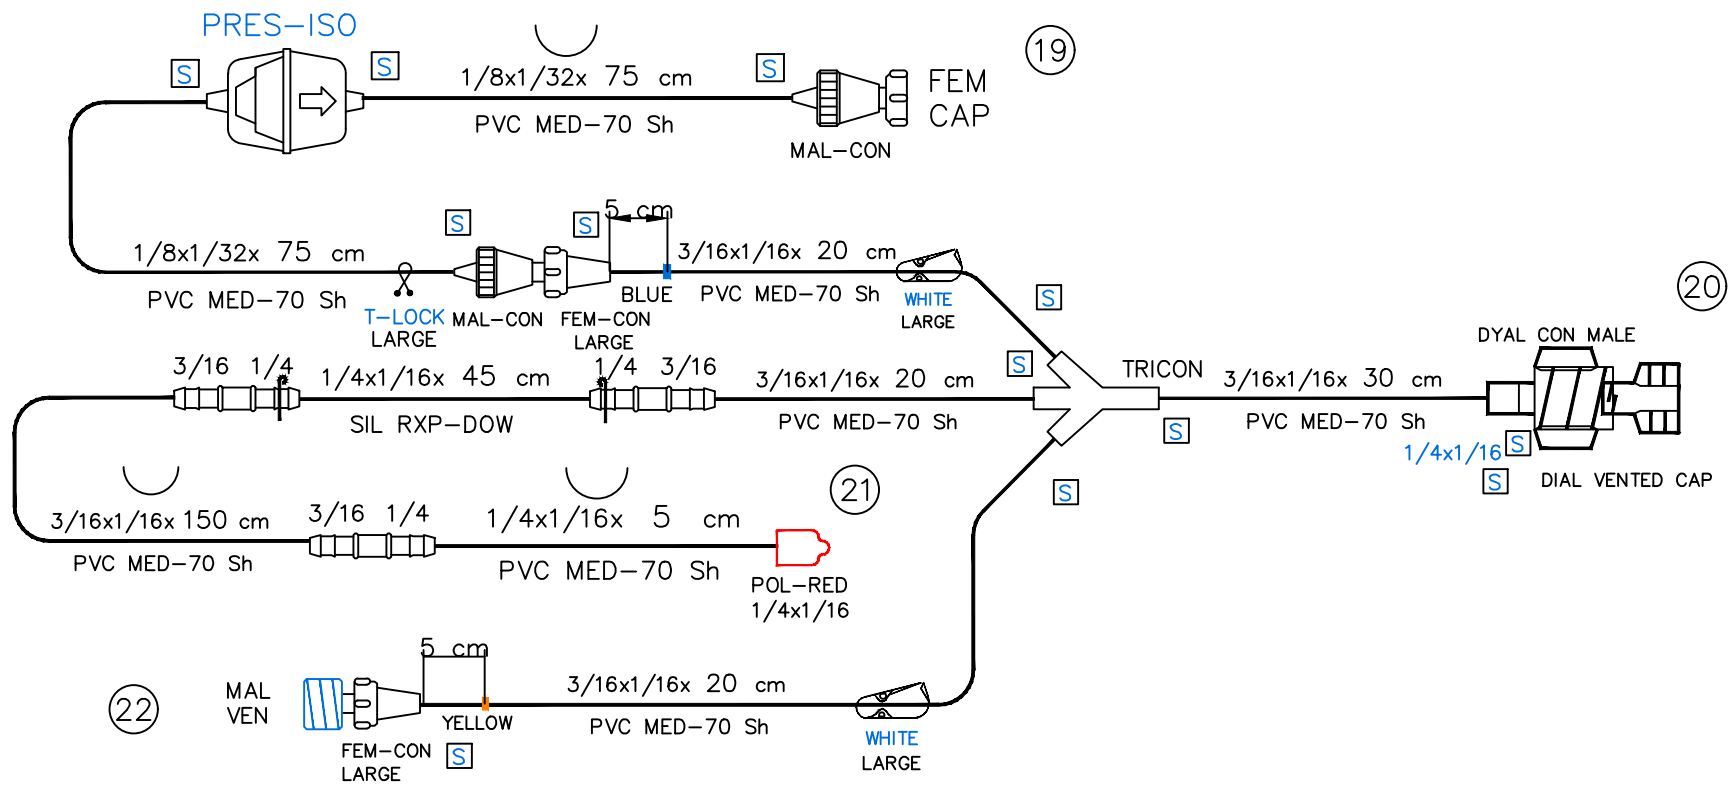 PRES-ISO
S
S
1/8x1/32x 75 cm
PVC MED-70 Sh
S
MAL-CON
FEM
CAP
19
1/8x1/32x 75 cm
PVC MED-70 Sh
T-LOCK
LARGE
S
MAL-CON
S
FEM-CON
LARGE
5 cm
BLUE
3/16x1/16x 20 cm
PVC MED-70 Sh
WHITE
LARGE
S
20
3/16 1/4
1/4x1/16x 45 cm
SIL RXP-DOW
1/4 3/16
3/16x1/16x 20 cm
PVC MED-70 Sh
S
TRICON
S
3/16x1/16x 30 cm
PVC MED-70 Sh
DYAL CON MALE
1/4x1/16
S
S
DIAL VENTED CAP
3/16x1/16x 150 cm
PVC MED-70 Sh
3/16 1/4
1/4x1/16x 5 cm
PVC MED-70 Sh
21
POL-RED
1/4x1/16
S
22
MAL
VEN
FEM-CON
LARGE
5 cm
YELLOW
S
3/16x1/16x 20 cm
PVC MED-70 Sh
WHITE
LARGE